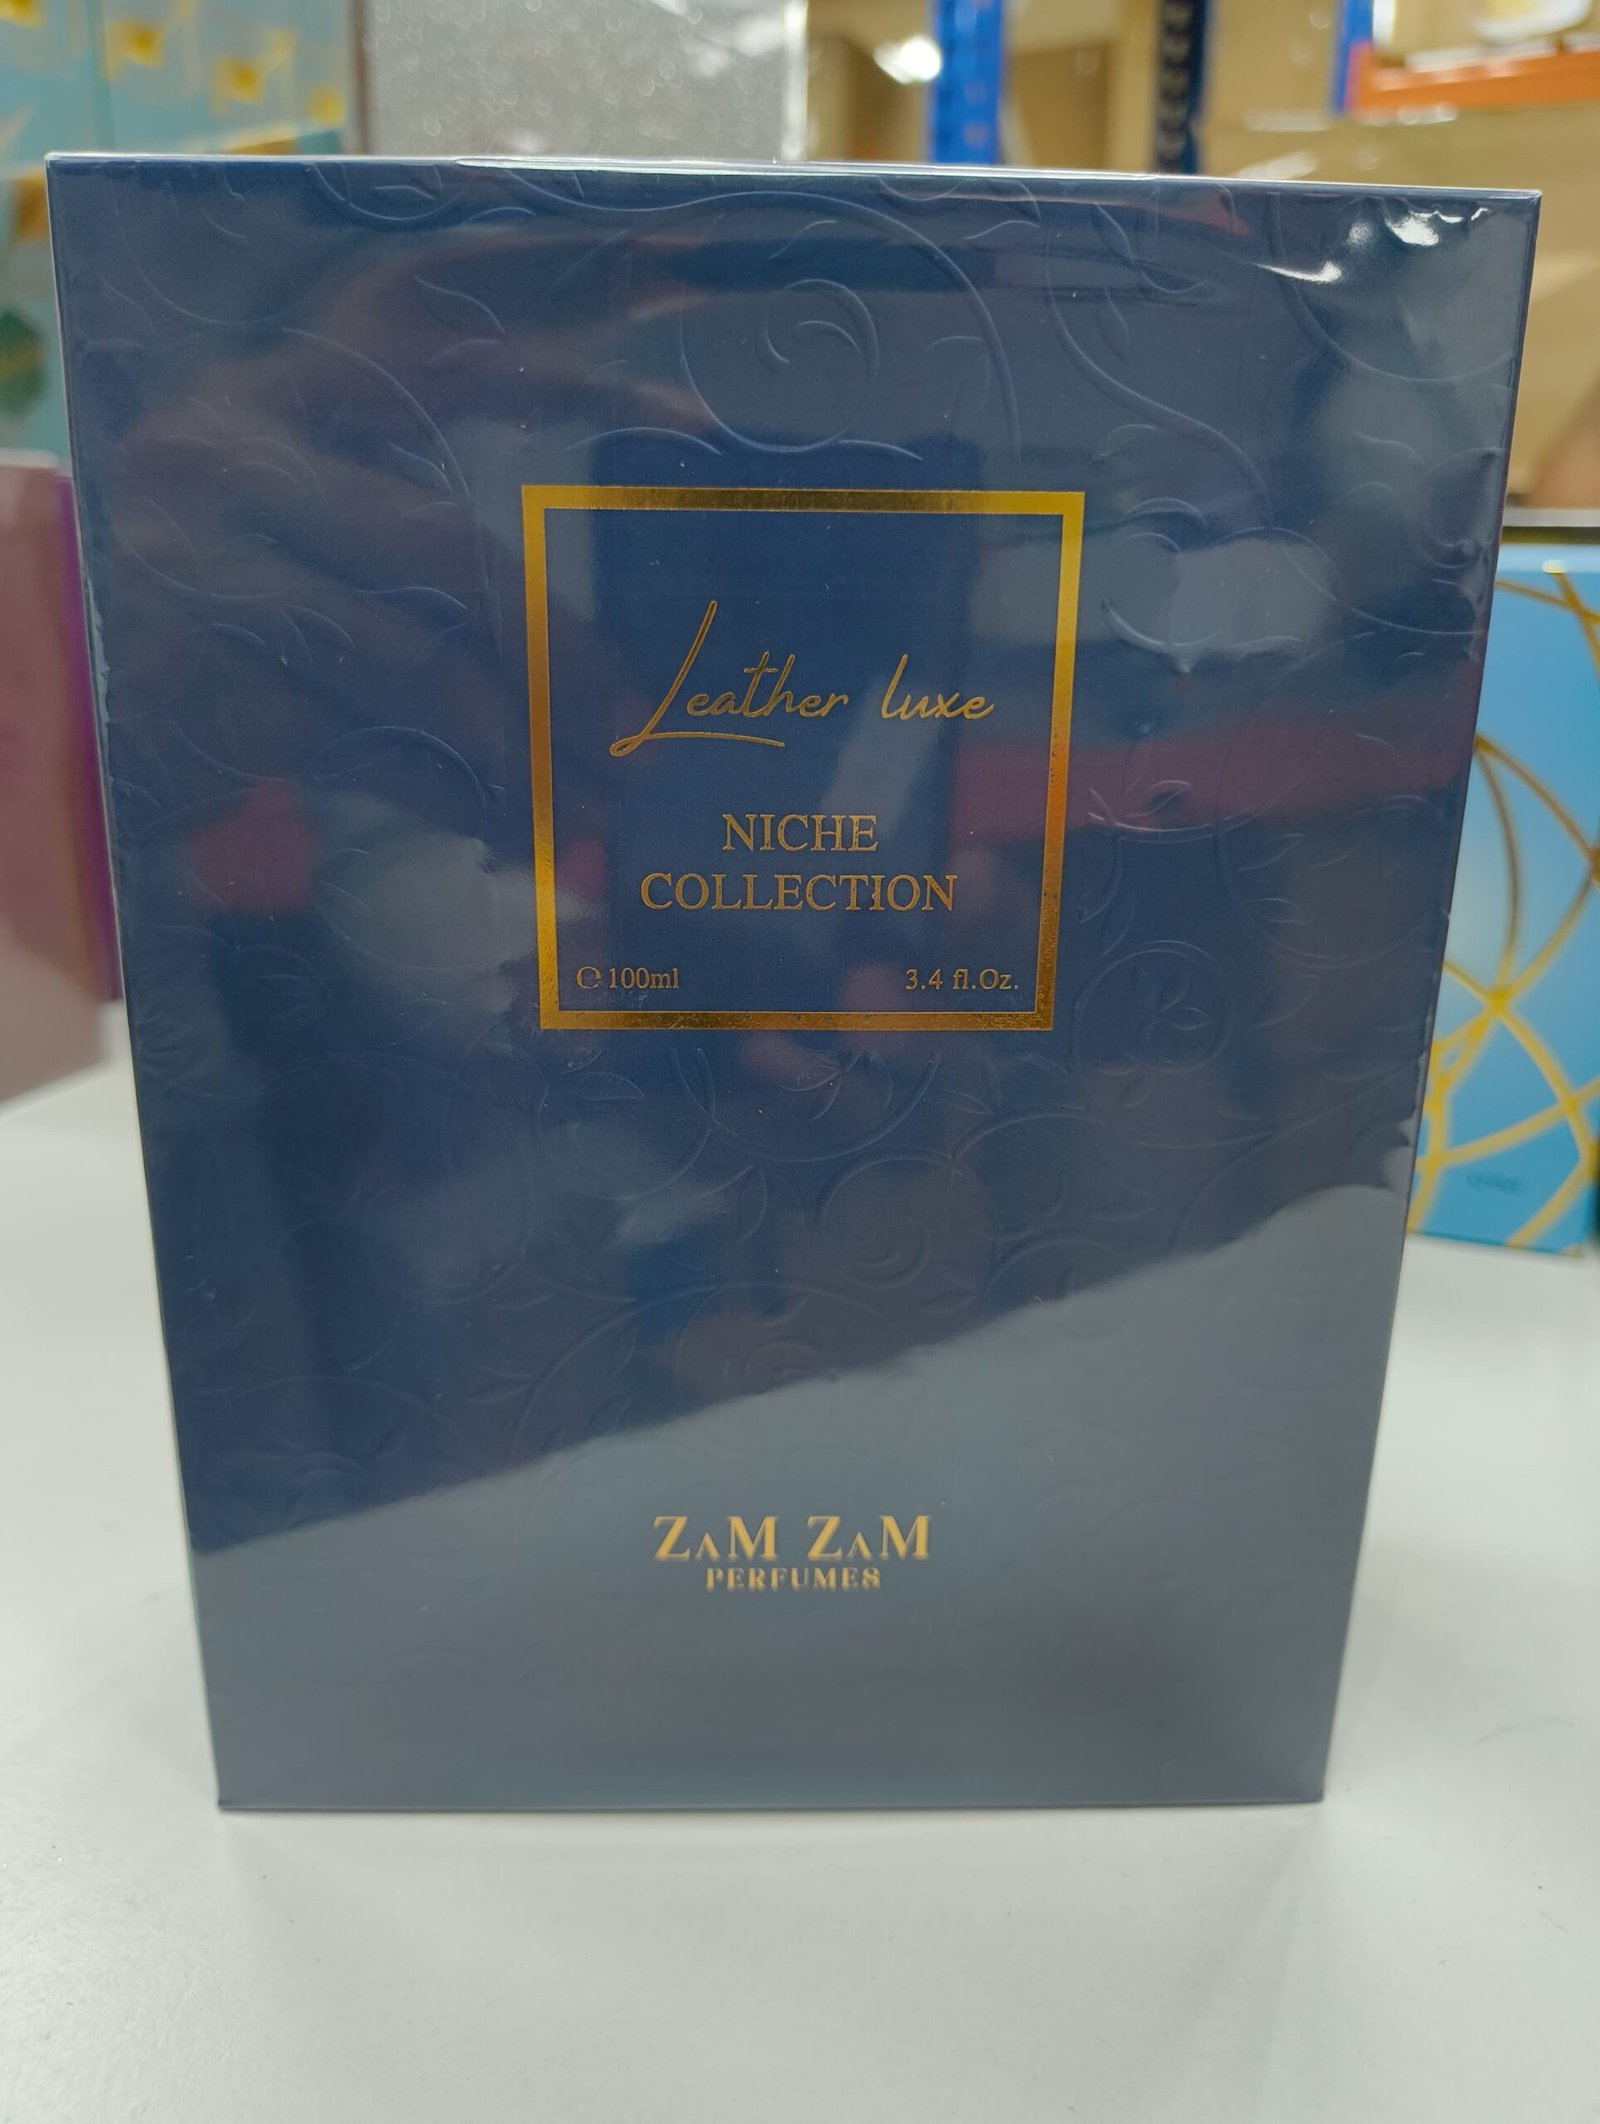 Leather luxe
NICHE
COLLECTION
℮ 100ml
3.4 fl.Oz.
ZAM ZAM
PERFUMES